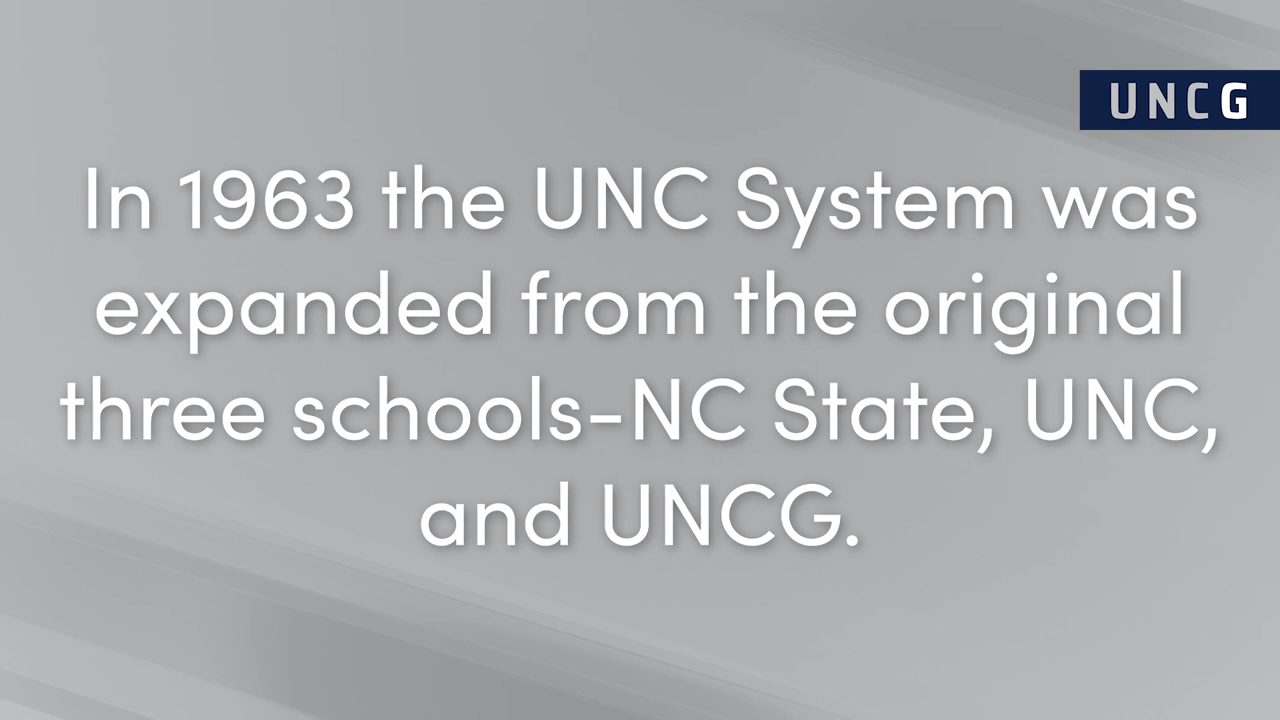 UNCG
In 1963 the UNC System was
expanded from the original
three schools-NC State, UNC,
and UNCG.